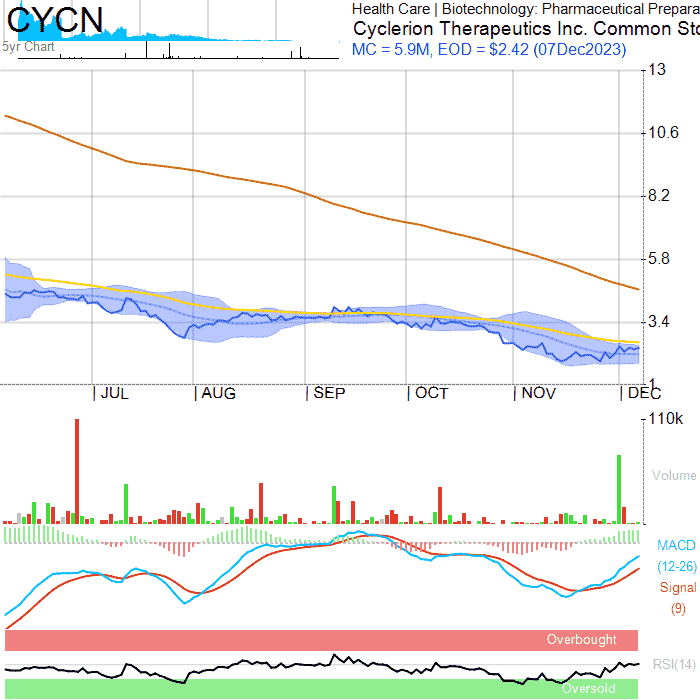 CYCN
5yr Chart
Health Care | Biotechnology: Pharmaceutical Prepara
Cyclerion Therapeutics Inc. Common Sto
MC = 5.9M, EOD = $2.42 (07Dec2023)
13
10.6
8.2
5.8
3.4
1
JUL AUG SEP OCT NOV DEC
110k
Volume
MACD
(12-26)
Signal
(9)
Overbought
RSI(14)
Oversold